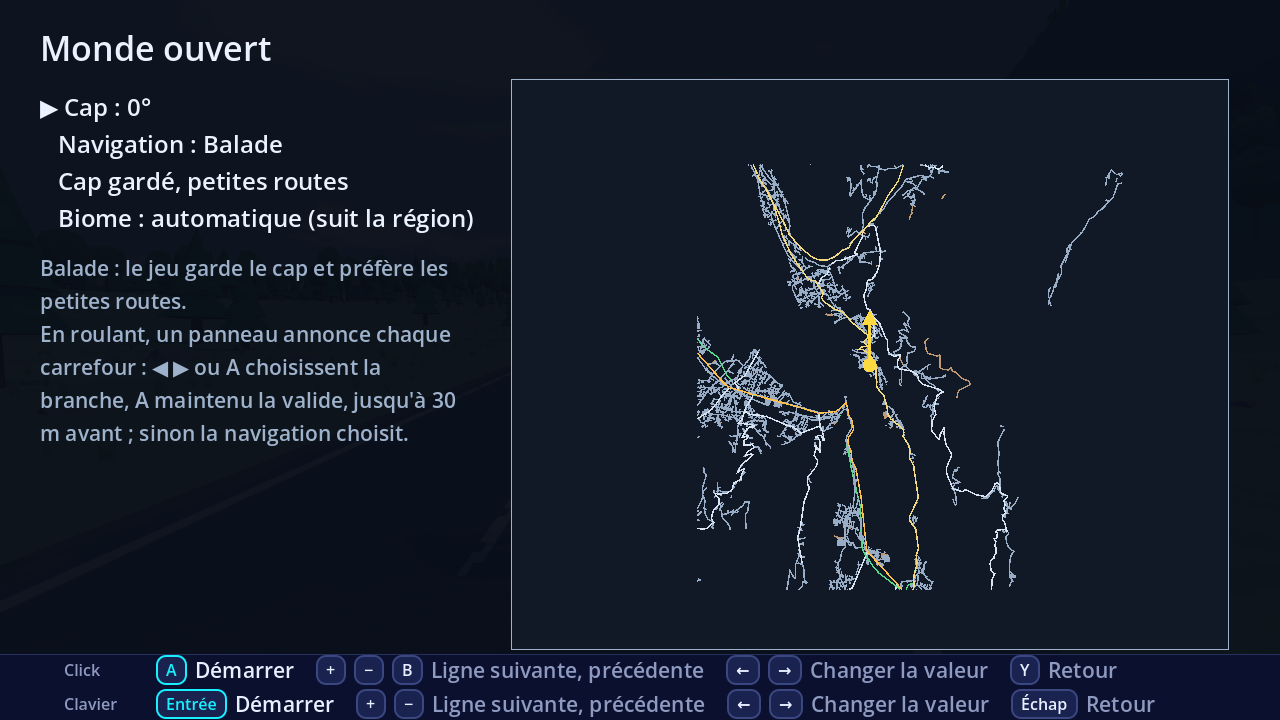 Monde ouvert
▶ Cap : 0°
Navigation : Balade
Cap gardé, petites routes
Biome : automatique (suit la région)
Balade : le jeu garde le cap et préfère les
petites routes.
En roulant, un panneau annonce chaque
carrefour : ◀ ▶ ou A choisissent la
branche, A maintenu la valide, jusqu'à 30
m avant ; sinon la navigation choisit.
Click A Démarrer + − B Ligne suivante, précédente ← → Changer la valeur Y Retour
Clavier Entrée Démarrer + − Ligne suivante, précédente ← → Changer la valeur Échap Retour